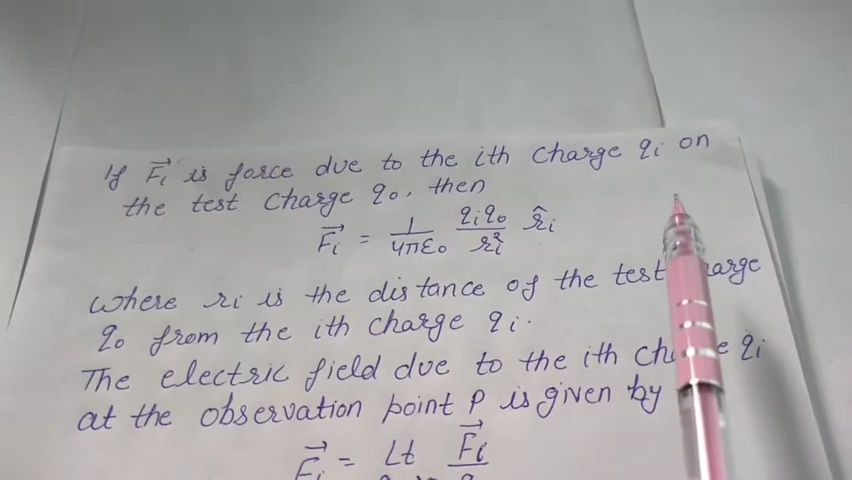 If F⃗i is force due to the ith charge qi on
the test charge q₀, then
F⃗i = 1/4πε₀ qiq₀/ri² r̂i
where ri is the distance of the test
q₀ from the ith charge qi.
The electric field due to the ith qi
at the observation point P is given by
= Lt F⃗i